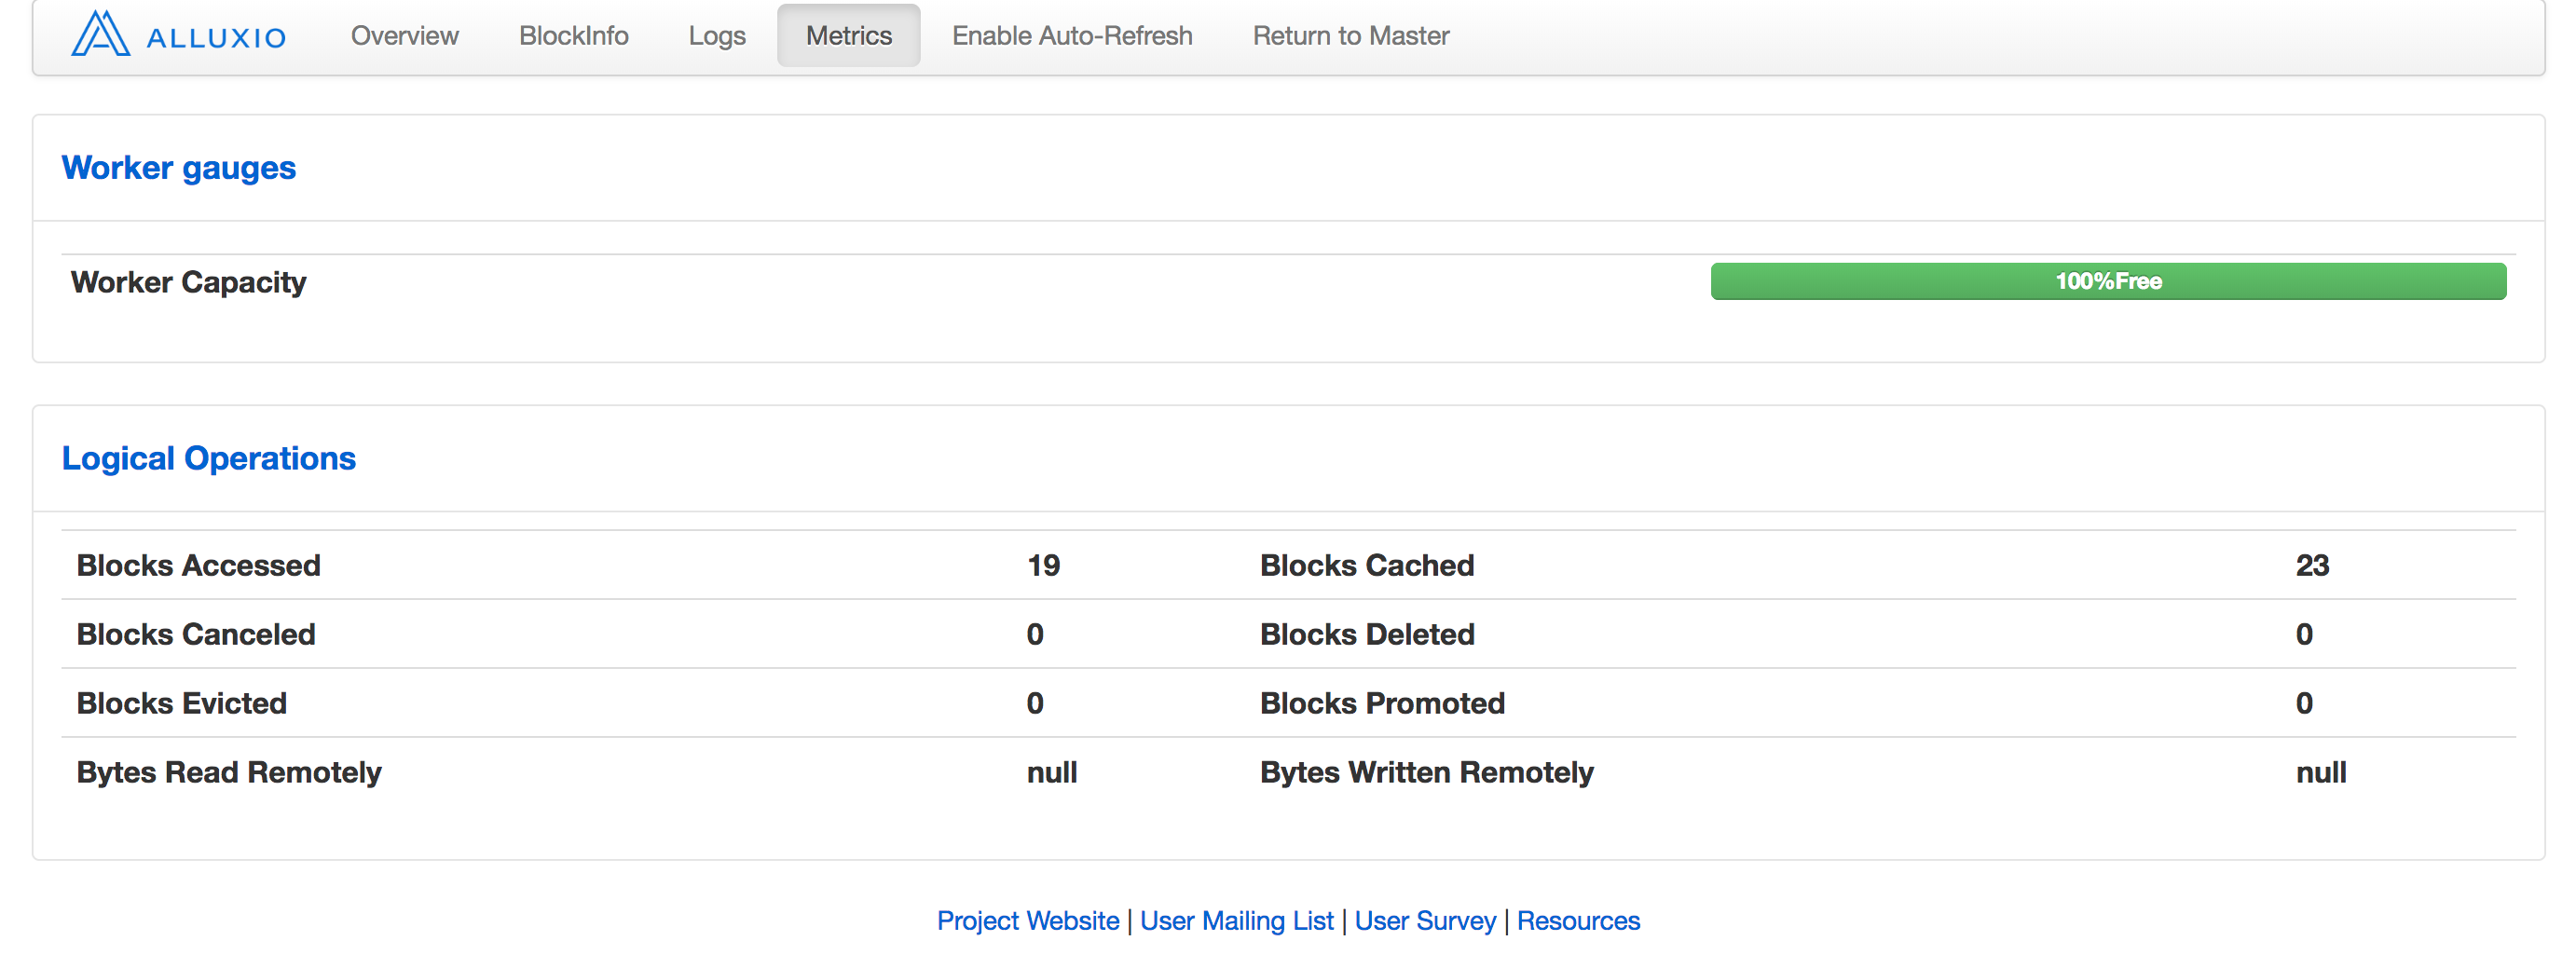 ALLUXIO Overview BlockInfo Logs Metrics Enable Auto-Refresh Return to Master
Worker gauges
Worker Capacity 100%Free
Logical Operations
Blocks Accessed 19 Blocks Cached 23
Blocks Canceled 0 Blocks Deleted 0
Blocks Evicted 0 Blocks Promoted 0
Bytes Read Remotely null Bytes Written Remotely null
Project Website | User Mailing List | User Survey | Resources